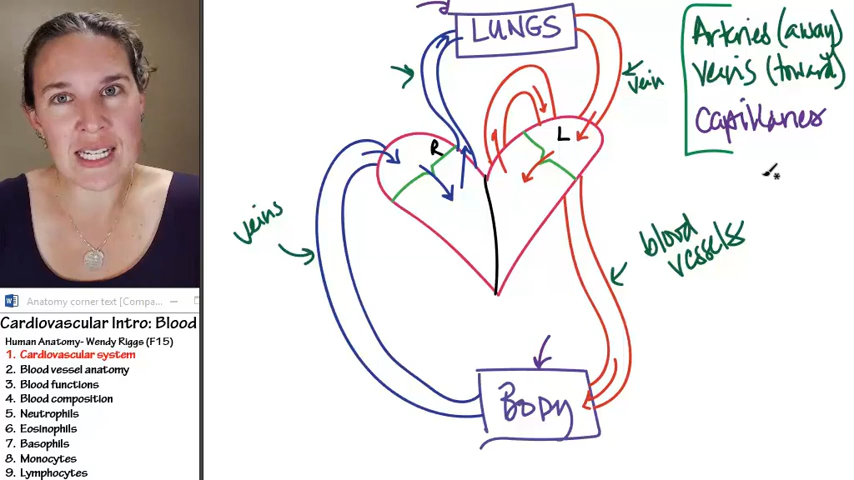 LUNGS
Arteries (away)
Veins (toward)
Capillaries
vein
R
L
veins
blood
vessels
BODY
Anatomy corner text [Compa...
Cardiovascular Intro: Blood
Human Anatomy- Wendy Riggs (F15)
1. Cardiovascular system
2. Blood vessel anatomy
3. Blood functions
4. Blood composition
5. Neutrophils
6. Eosinophils
7. Basophils
8. Monocytes
9. Lymphocytes